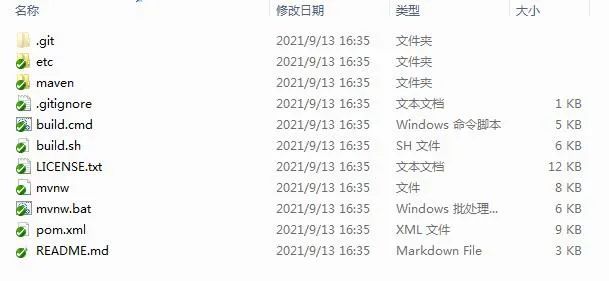 名称 修改日期 类型 大小
.git 2021/9/13 16:35 文件夹
etc 2021/9/13 16:35 文件夹
maven 2021/9/13 16:35 文件夹
.gitignore 2021/9/13 16:35 文本文档 1 KB
build.cmd 2021/9/13 16:35 Windows 命令脚本 5 KB
build.sh 2021/9/13 16:35 SH 文件 6 KB
LICENSE.txt 2021/9/13 16:35 文本文档 12 KB
mvnw 2021/9/13 16:35 文件 8 KB
mvnw.bat 2021/9/13 16:35 Windows 批处理... 6 KB
pom.xml 2021/9/13 16:35 XML 文件 9 KB
README.md 2021/9/13 16:35 Markdown File 3 KB